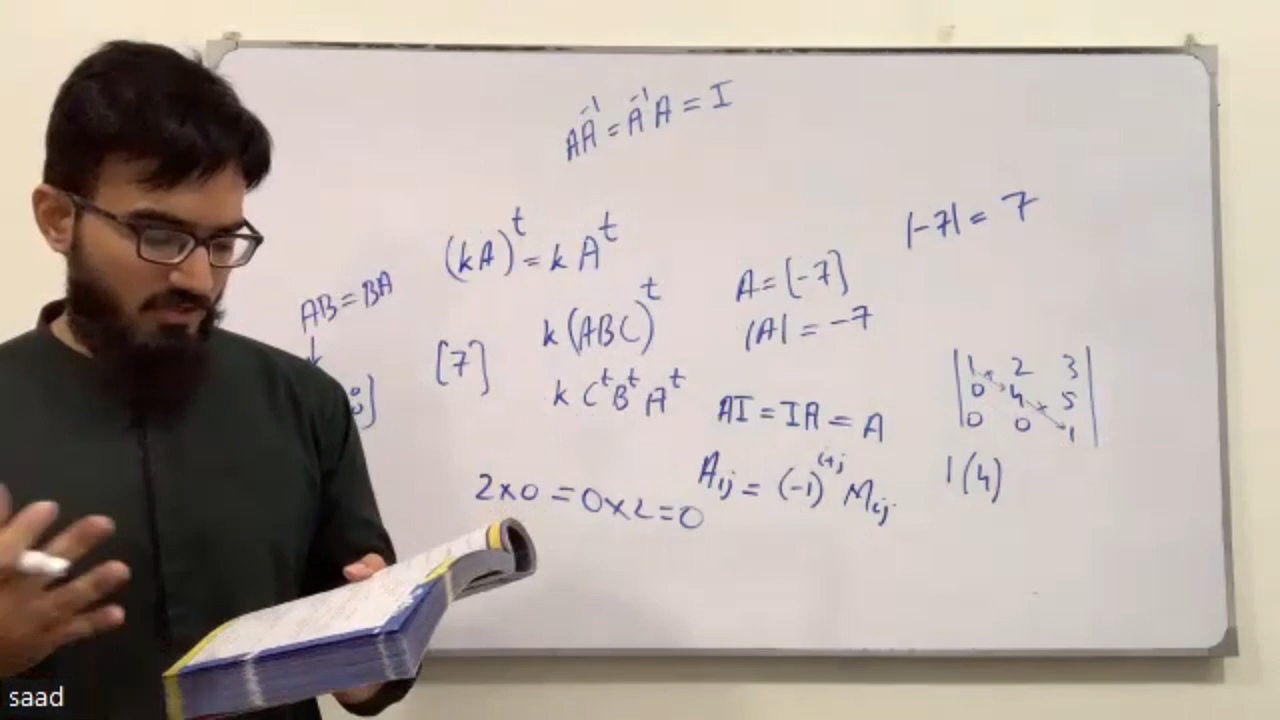 AA⁻¹ = A⁻¹A = I
|-7| = 7
(kA)ᵗ = kAᵗ
AB = BA
A = [-7]
|A| = -7
k(ABC)ᵗ
[7]
k CᵗBᵗAᵗ
|1 2 3|
|0 4 5|
|0 0 1|
AI = IA = A
Aij = (-1)ⁱ⁺ʲ Mij
1(4)
2×0 = 0×2 = 0
saad